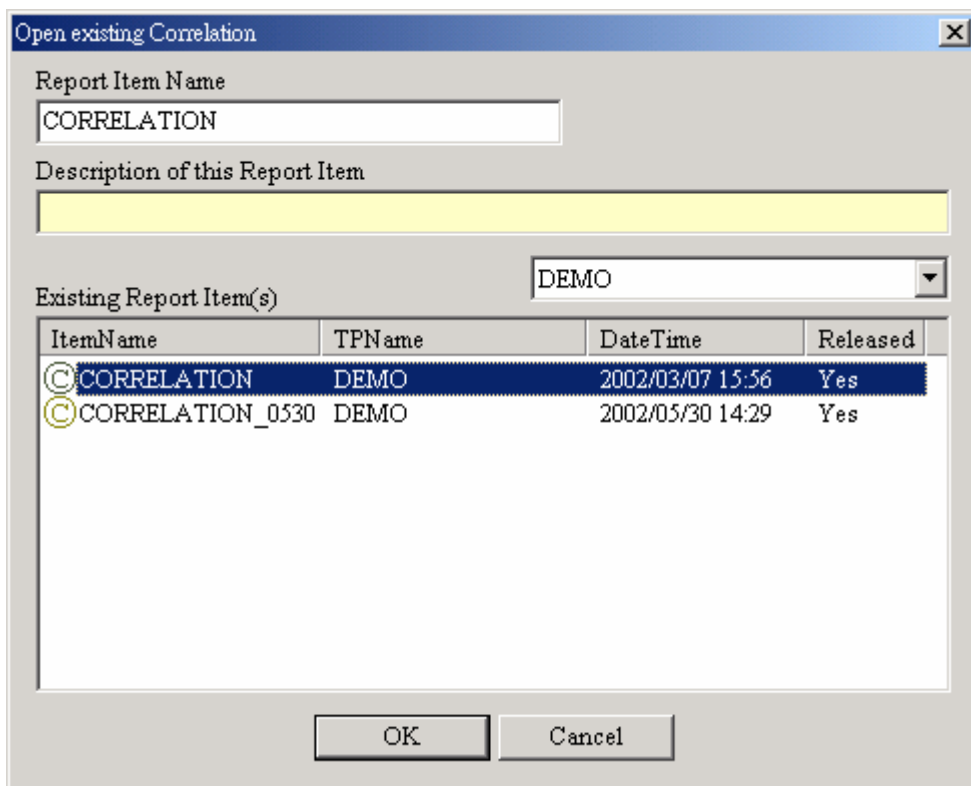 Open existing Correlation
Report Item Name
CORRELATION
Description of this Report Item
DEMO
Existing Report Item(s)
ItemName TPName DateTime Released
©CORRELATION DEMO 2002/03/07 15:56 Yes
©CORRELATION_0530 DEMO 2002/05/30 14:29 Yes
OK Cancel